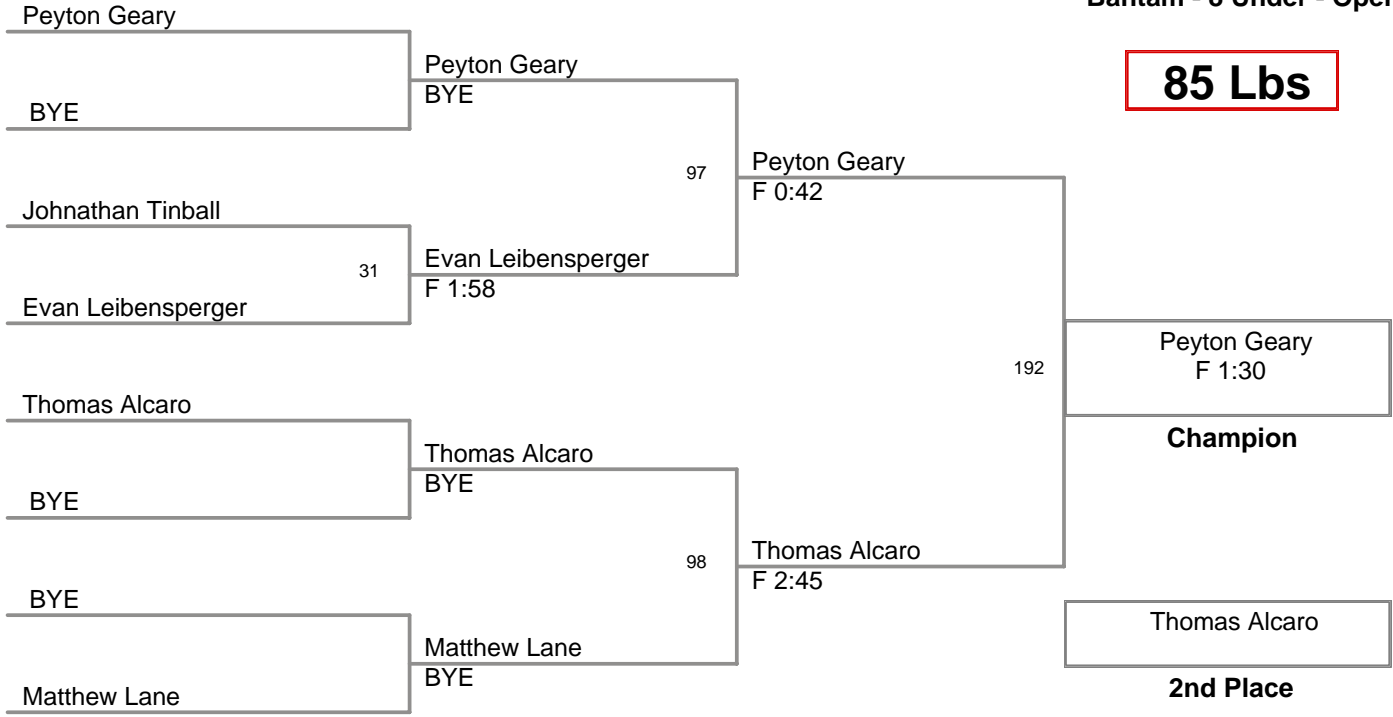 Bantam - 8 Under - Oper
85 Lbs
Peyton Geary
BYE
Johnathan Tinball
31
Evan Leibensperger
Thomas Alcaro
BYE
BYE
Matthew Lane
Peyton Geary
BYE
97
Evan Leibensperger
F 1:58
Thomas Alcaro
BYE
98
Matthew Lane
BYE
Peyton Geary
F 0:42
192
Thomas Alcaro
F 2:45
Peyton Geary
F 1:30
Champion
Thomas Alcaro
2nd Place